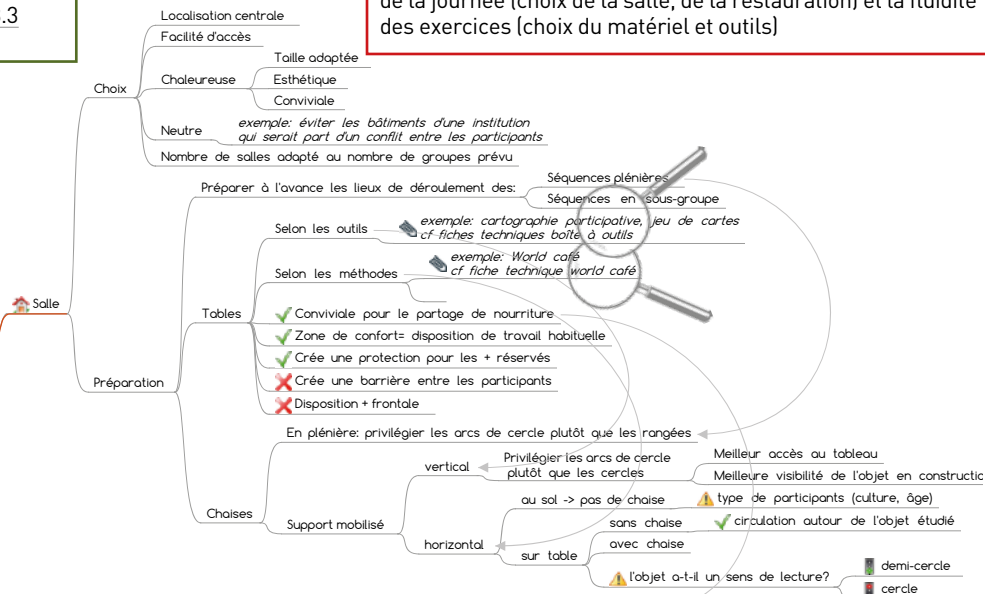 .3
de la journée (choix de la salle, de la restauration) et la fluidité
des exercices (choix du matériel et outils)
Salle
Choix
Localisation centrale
Facilité d'accès
Chaleureuse
Taille adaptée
Esthétique
Conviviale
Neutre
exemple: éviter les bâtiments d'une institution
qui serait part d'un conflit entre les participants
Nombre de salles adapté au nombre de groupes prévu
Préparation
Préparer à l'avance les lieux de déroulement des:
Séquences plénières
Séquences en sous-groupe
Tables
Selon les outils
exemple: cartographie participative, jeu de cartes
cf fiches techniques boîte à outils
Selon les méthodes
exemple: World café
cf fiche technique world café
Conviviale pour le partage de nourriture
Zone de confort= disposition de travail habituelle
Crée une protection pour les + réservés
Crée une barrière entre les participants
Disposition + frontale
Chaises
En plénière: privilégier les arcs de cercle plutôt que les rangées
Support mobilisé
vertical
Privilégier les arcs de cercle
plutôt que les cercles
Meilleur accès au tableau
Meilleure visibilité de l'objet en constructio
horizontal
au sol -> pas de chaise
type de participants (culture, âge)
sur table
sans chaise
circulation autour de l'objet étudié
avec chaise
l'objet a-t-il un sens de lecture?
demi-cercle
cercle